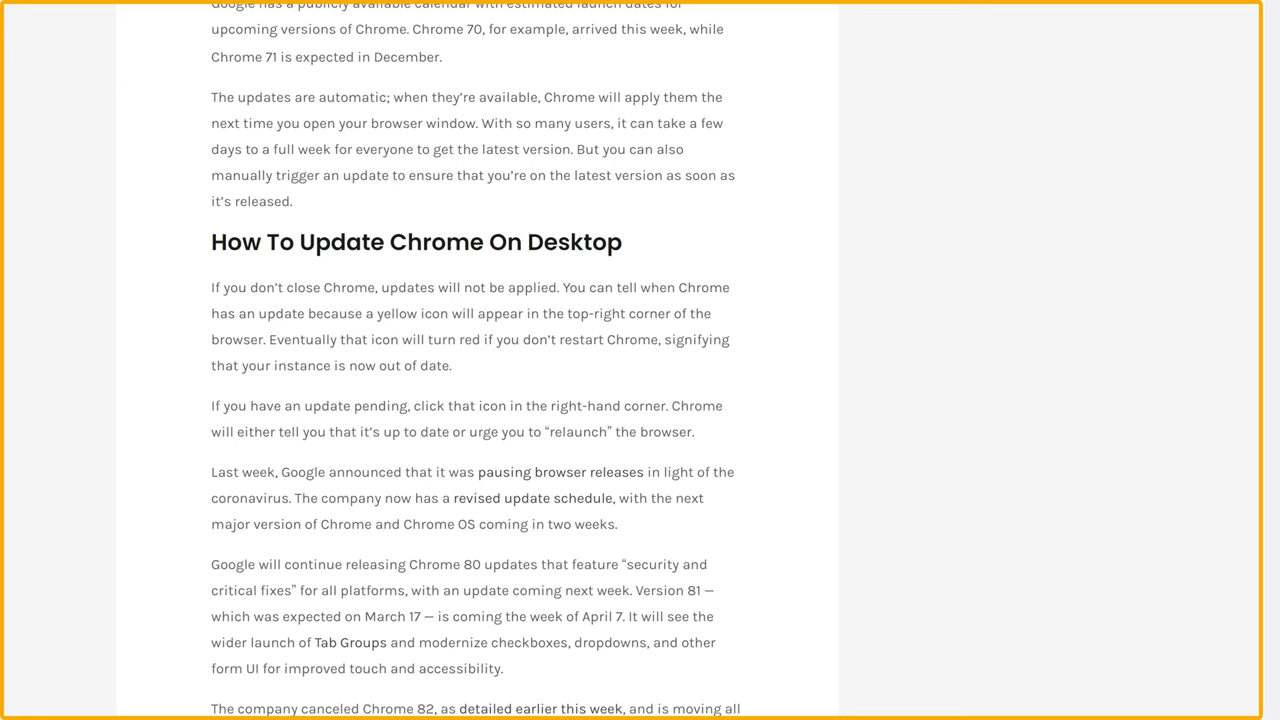 Google has a publicly available calendar with estimated launch dates for
upcoming versions of Chrome. Chrome 70, for example, arrived this week, while
Chrome 71 is expected in December.
The updates are automatic; when they’re available, Chrome will apply them the
next time you open your browser window. With so many users, it can take a few
days to a full week for everyone to get the latest version. But you can also
manually trigger an update to ensure that you’re on the latest version as soon as
it’s released.
How To Update Chrome On Desktop
If you don’t close Chrome, updates will not be applied. You can tell when Chrome
has an update because a yellow icon will appear in the top-right corner of the
browser. Eventually that icon will turn red if you don’t restart Chrome, signifying
that your instance is now out of date.
If you have an update pending, click that icon in the right-hand corner. Chrome
will either tell you that it’s up to date or urge you to “relaunch” the browser.
Last week, Google announced that it was pausing browser releases in light of the
coronavirus. The company now has a revised update schedule, with the next
major version of Chrome and Chrome OS coming in two weeks.
Google will continue releasing Chrome 80 updates that feature “security and
critical fixes” for all platforms, with an update coming next week. Version 81 —
which was expected on March 17 — is coming the week of April 7. It will see the
wider launch of Tab Groups and modernize checkboxes, dropdowns, and other
form UI for improved touch and accessibility.
The company canceled Chrome 82, as detailed earlier this week, and is moving all